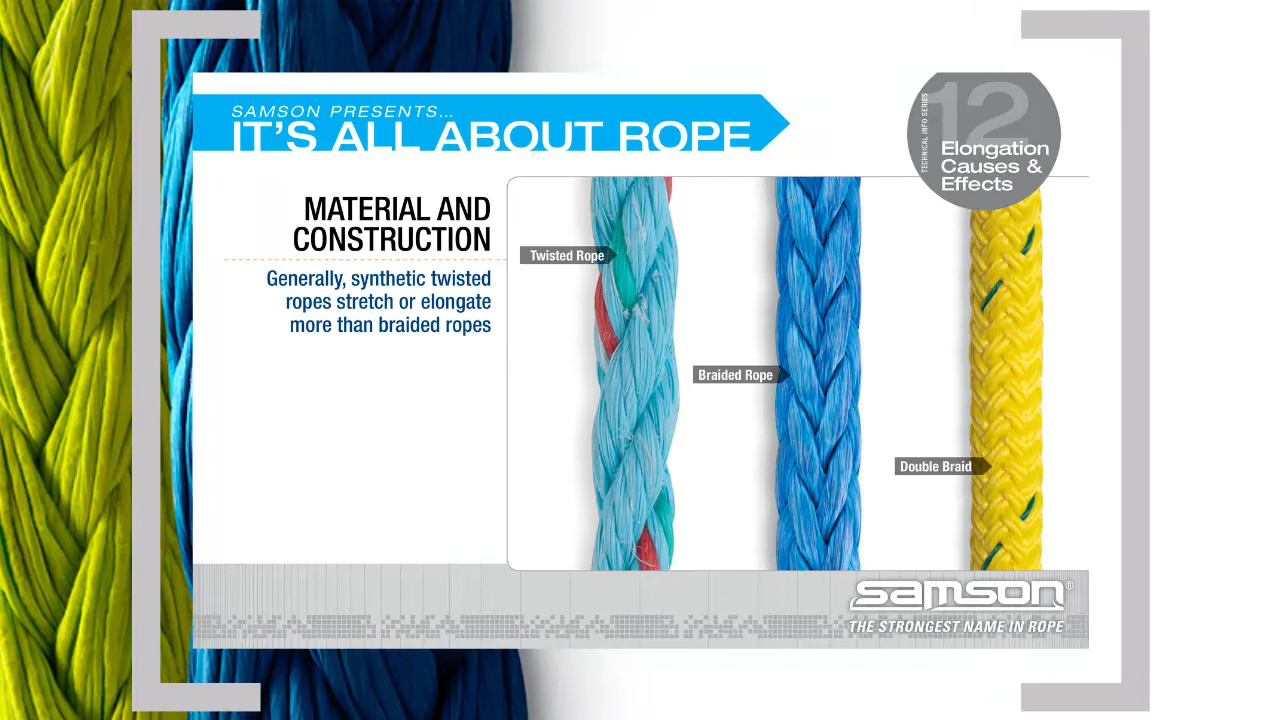 SAMSON PRESENTS...
IT'S ALL ABOUT ROPE
TECHNICAL INFO SERIES
12
Elongation
Causes &
Effects
MATERIAL AND
CONSTRUCTION
Generally, synthetic twisted
ropes stretch or elongate
more than braided ropes
Twisted Rope
Braided Rope
Double Braid
samson®
THE STRONGEST NAME IN ROPE